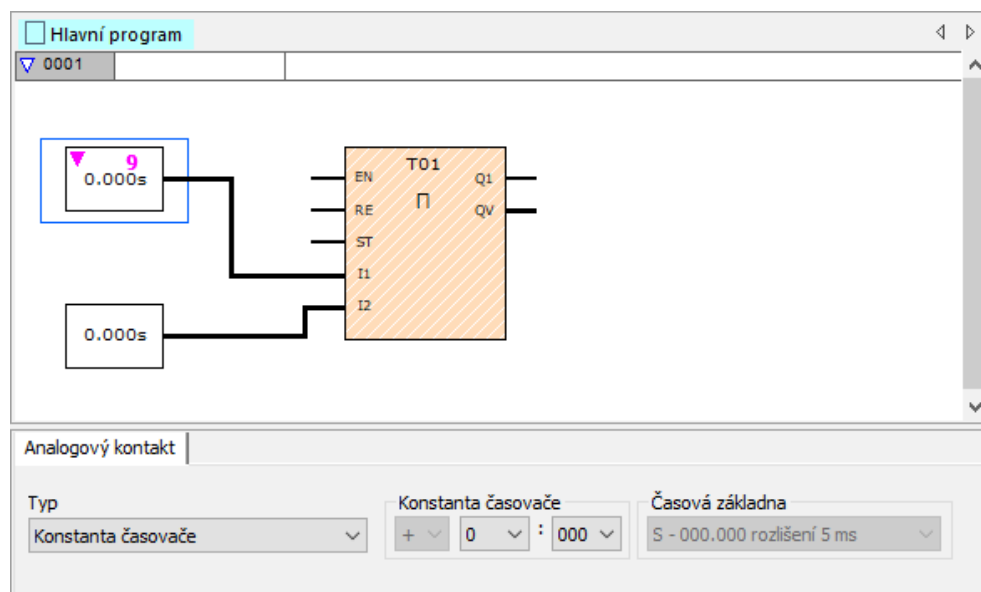 Hlavní program
0001
9
0.000s
T01
EN
Π
Q1
RE
QV
ST
I1
I2
0.000s
Analogový kontakt
Typ
Konstanta časovače
Časová základna
Konstanta časovače
+ 0 : 000
S - 000.000 rozlišení 5 ms